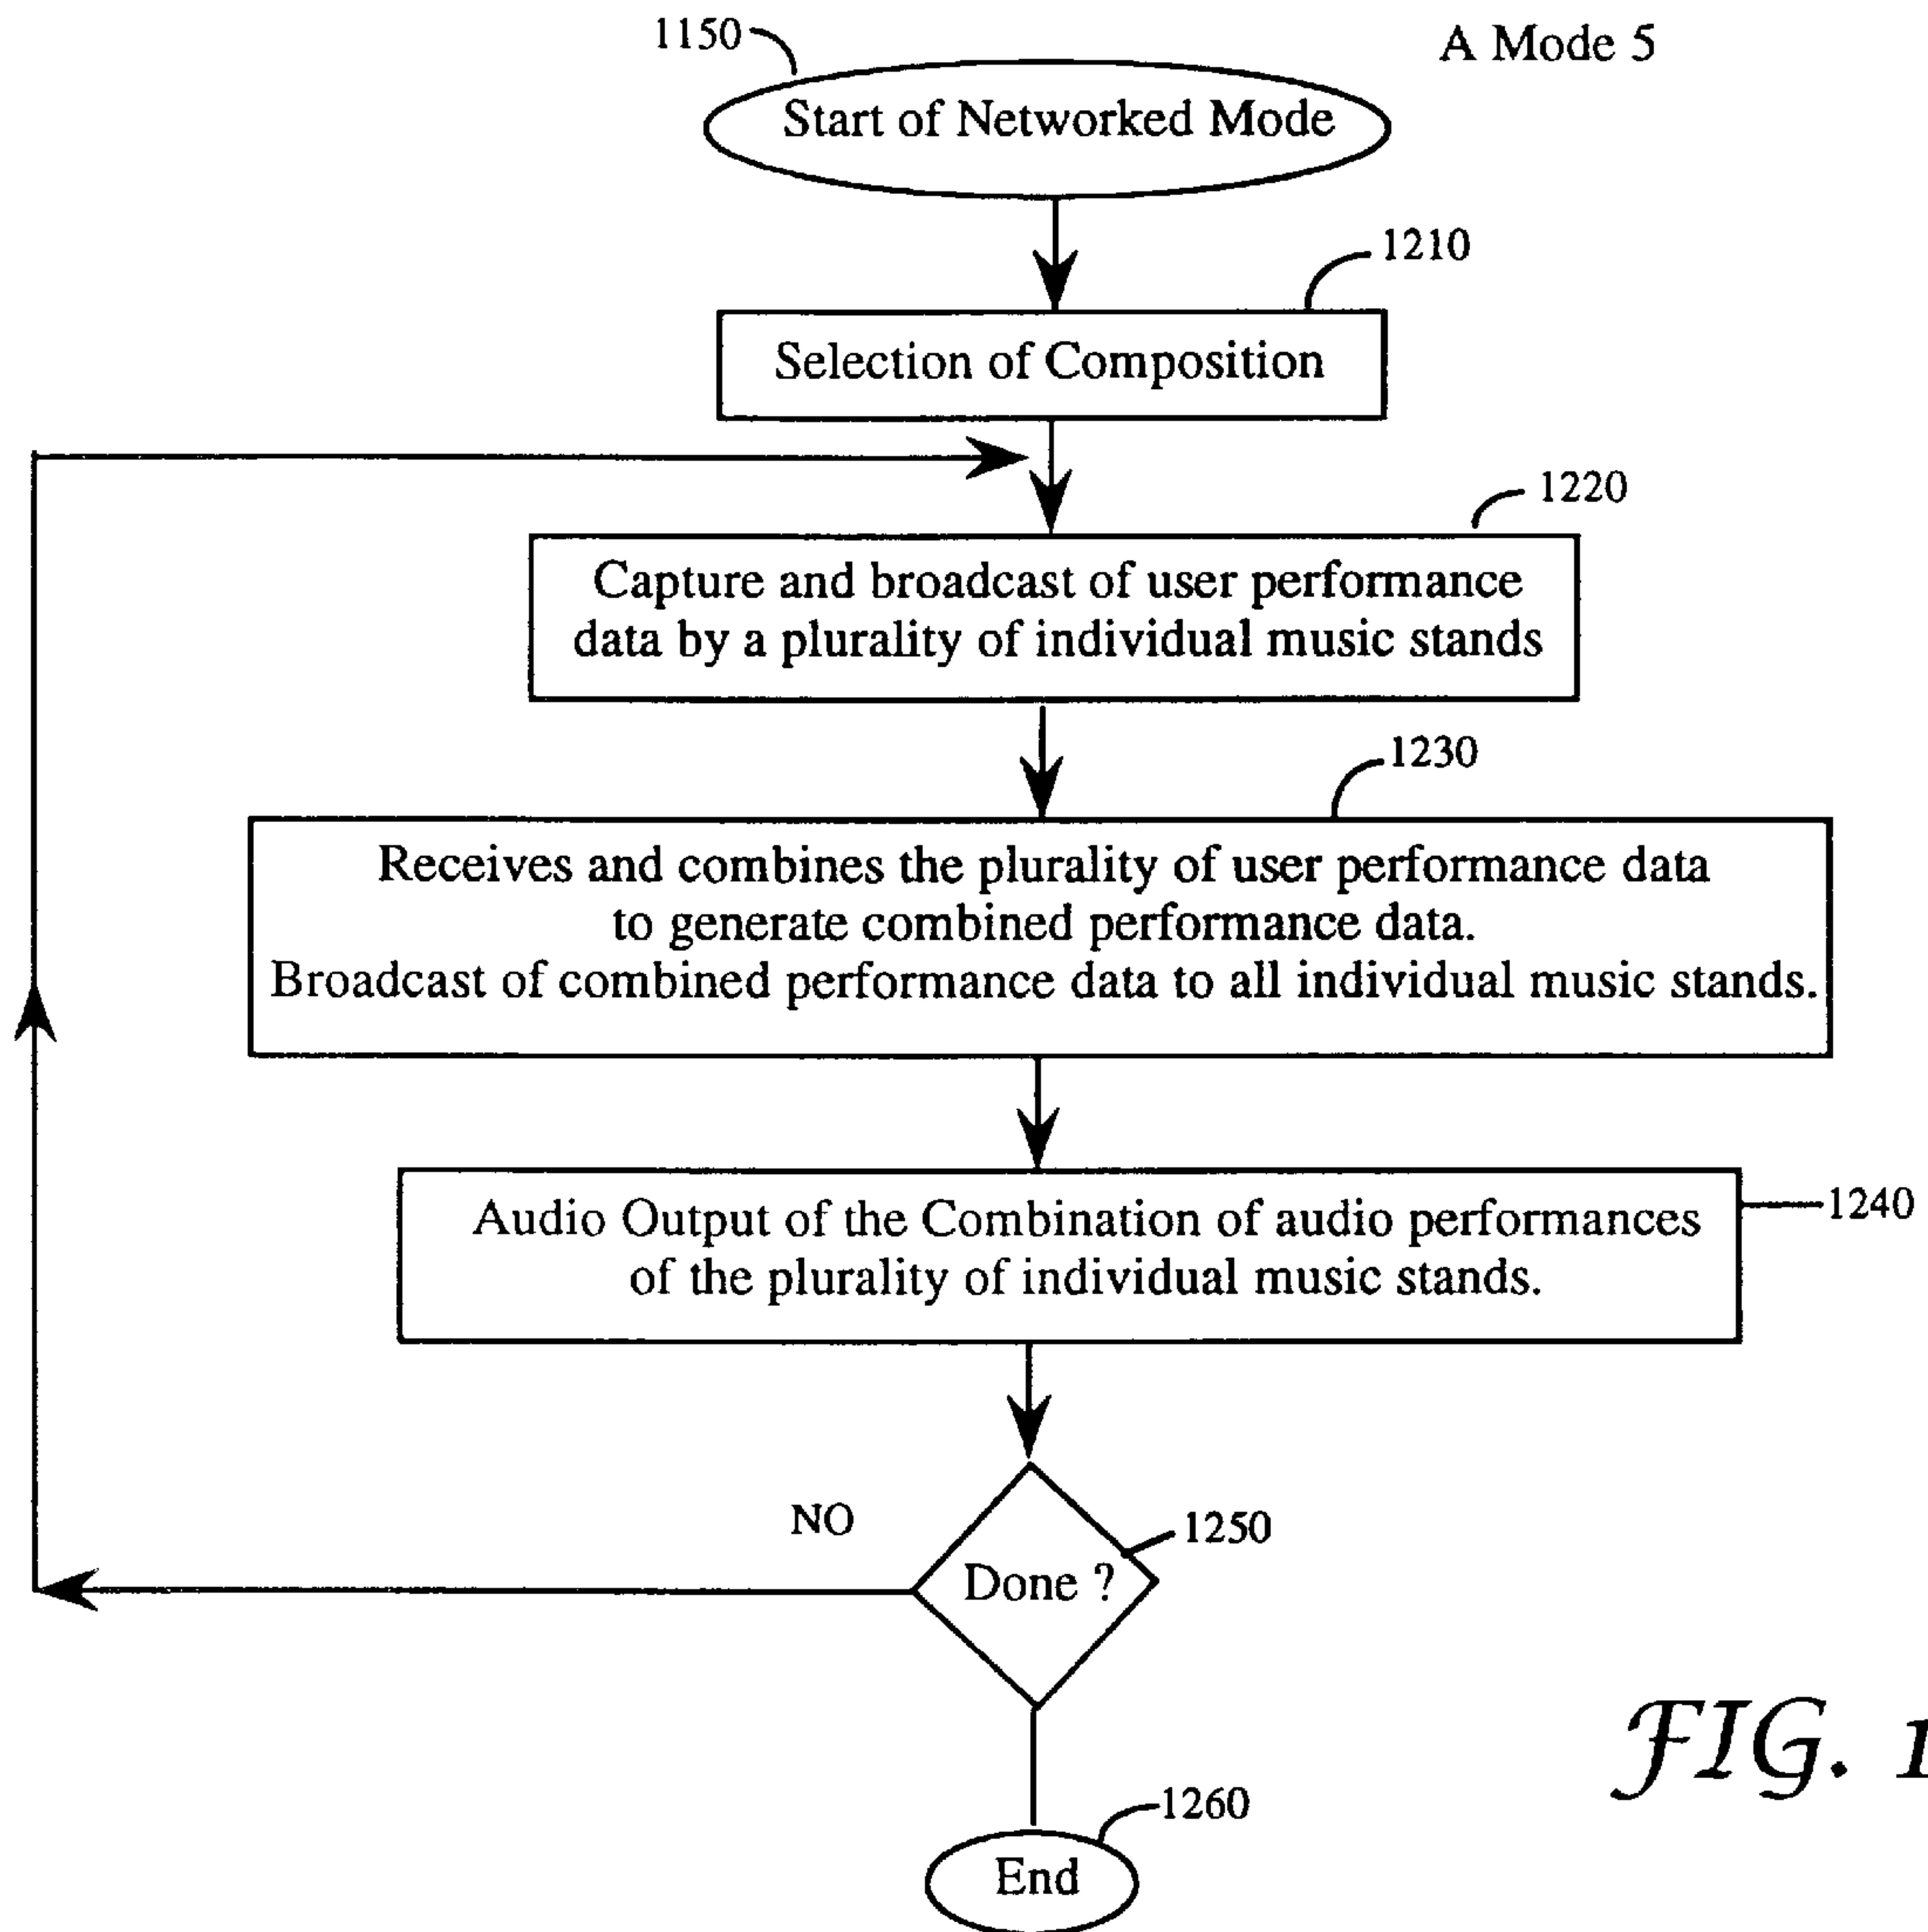 1150
A Mode 5
Start of Networked Mode
1210
Selection of Composition
1220
Capture and broadcast of user performance
data by a plurality of individual music stands
1230
Receives and combines the plurality of user performance data
to generate combined performance data.
Broadcast of combined performance data to all individual music stands.
Audio Output of the Combination of audio performances
of the plurality of individual music stands.
1240
NO
1250
Done ?
FIG. 1
1260
End